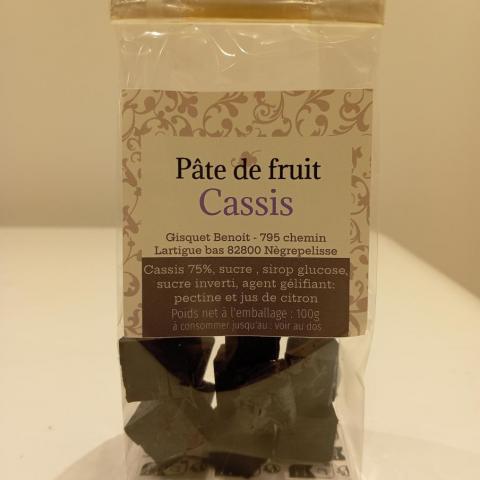 Pâte de fruit
Cassis
Gisquet Benoit - 795 chemin
Lartigue bas 82800 Nègrepelisse
Cassis 75%, sucre , sirop glucose,
sucre inverti, agent gélifiant:
pectine et jus de citron
Poids net à l'emballage : 100g
à consommer jusqu'au : voir au dos